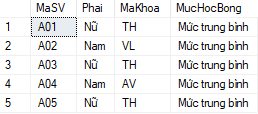 MaSV Phai MaKhoa MucHocBong
1 A01 Nữ TH Mức trung bình
2 A02 Nam VL Mức trung bình
3 A03 Nữ TH Mức trung bình
4 A04 Nam AV Mức trung bình
5 A05 Nữ TH Mức trung bình